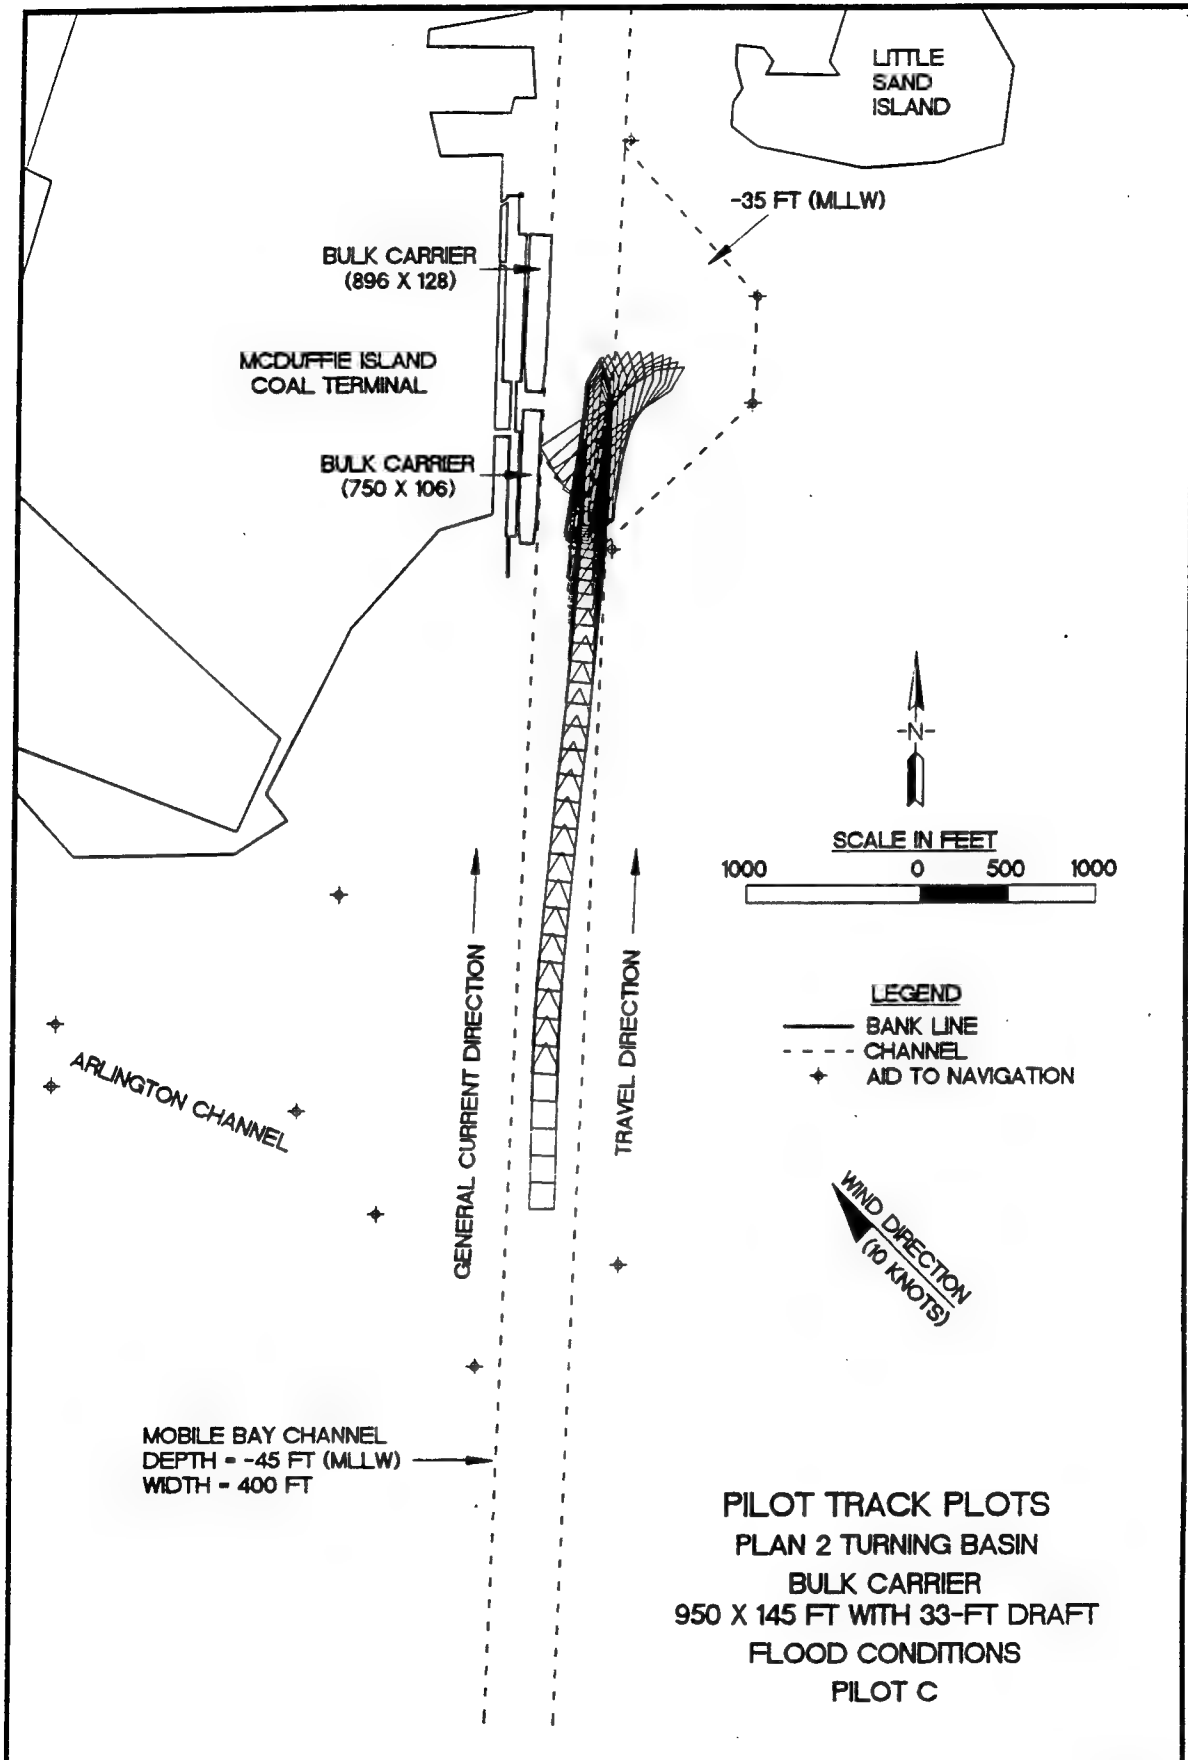 LITTLE
SAND
ISLAND
-35 FT (MLLW)
BULK CARRIER
(896 X 128)
MCDUFFIE ISLAND
COAL TERMINAL
BULK CARRIER
(750 X 106)
-N-
SCALE IN FEET
1000 0 500 1000
GENERAL CURRENT DIRECTION
TRAVEL DIRECTION
LEGEND
BANK LINE
CHANNEL
AID TO NAVIGATION
ARLINGTON CHANNEL
WIND DIRECTION
(10 KNOTS)
MOBILE BAY CHANNEL
DEPTH = -45 FT (MLLW)
WIDTH = 400 FT
PILOT TRACK PLOTS
PLAN 2 TURNING BASIN
BULK CARRIER
950 X 145 FT WITH 33-FT DRAFT
FLOOD CONDITIONS
PILOT C